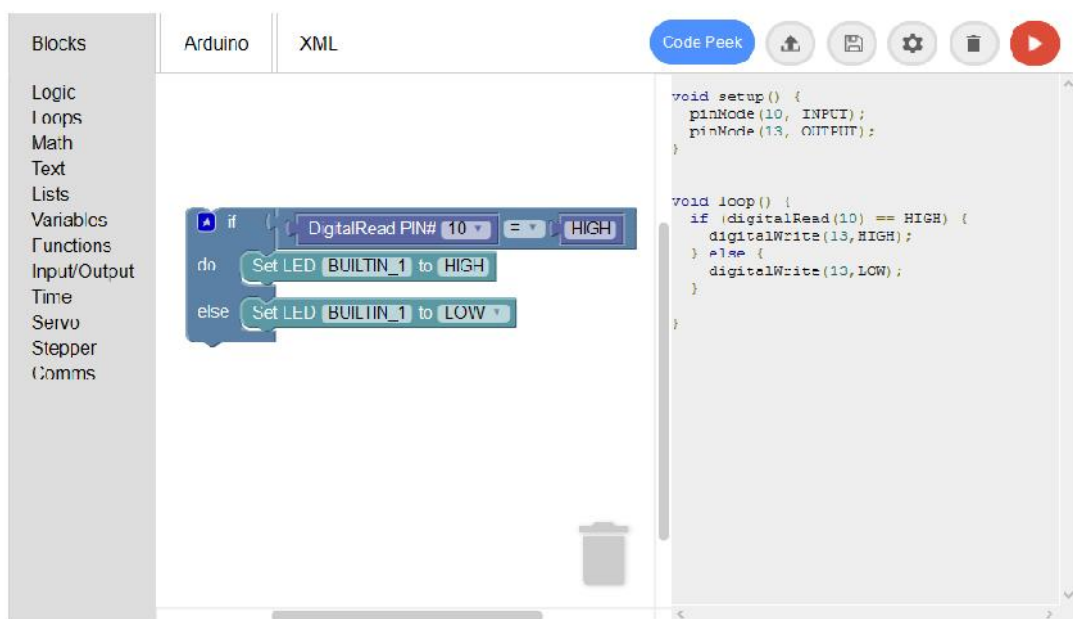 Blocks
Arduino
XML
Code Peek
Logic
Loops
Math
Text
Lists
Variables
Functions
Input/Output
Time
Servo
Stepper
Comms
if DigitalRead PIN# 10 = HIGH
do Set LED BUILTIN_1 to HIGH
else Set LED BUILTIN_1 to LOW
void setup() {
pinMode(10, INPUT);
pinMode(13, OUTPUT);
}
void loop() {
if (digitalRead(10) == HIGH) {
digitalWrite(13,HIGH);
} else {
digitalWrite(13,LOW);
}
}